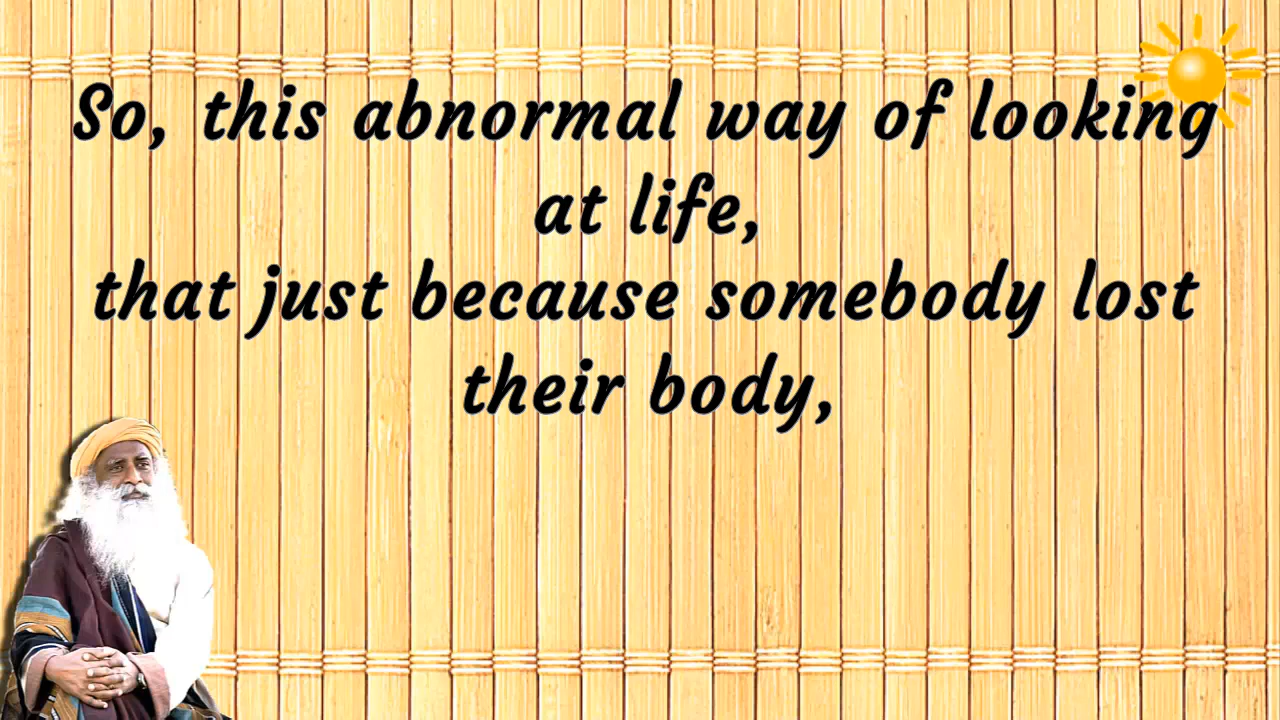 So, this abnormal way of looking
at life,
that just because somebody lost
their body,